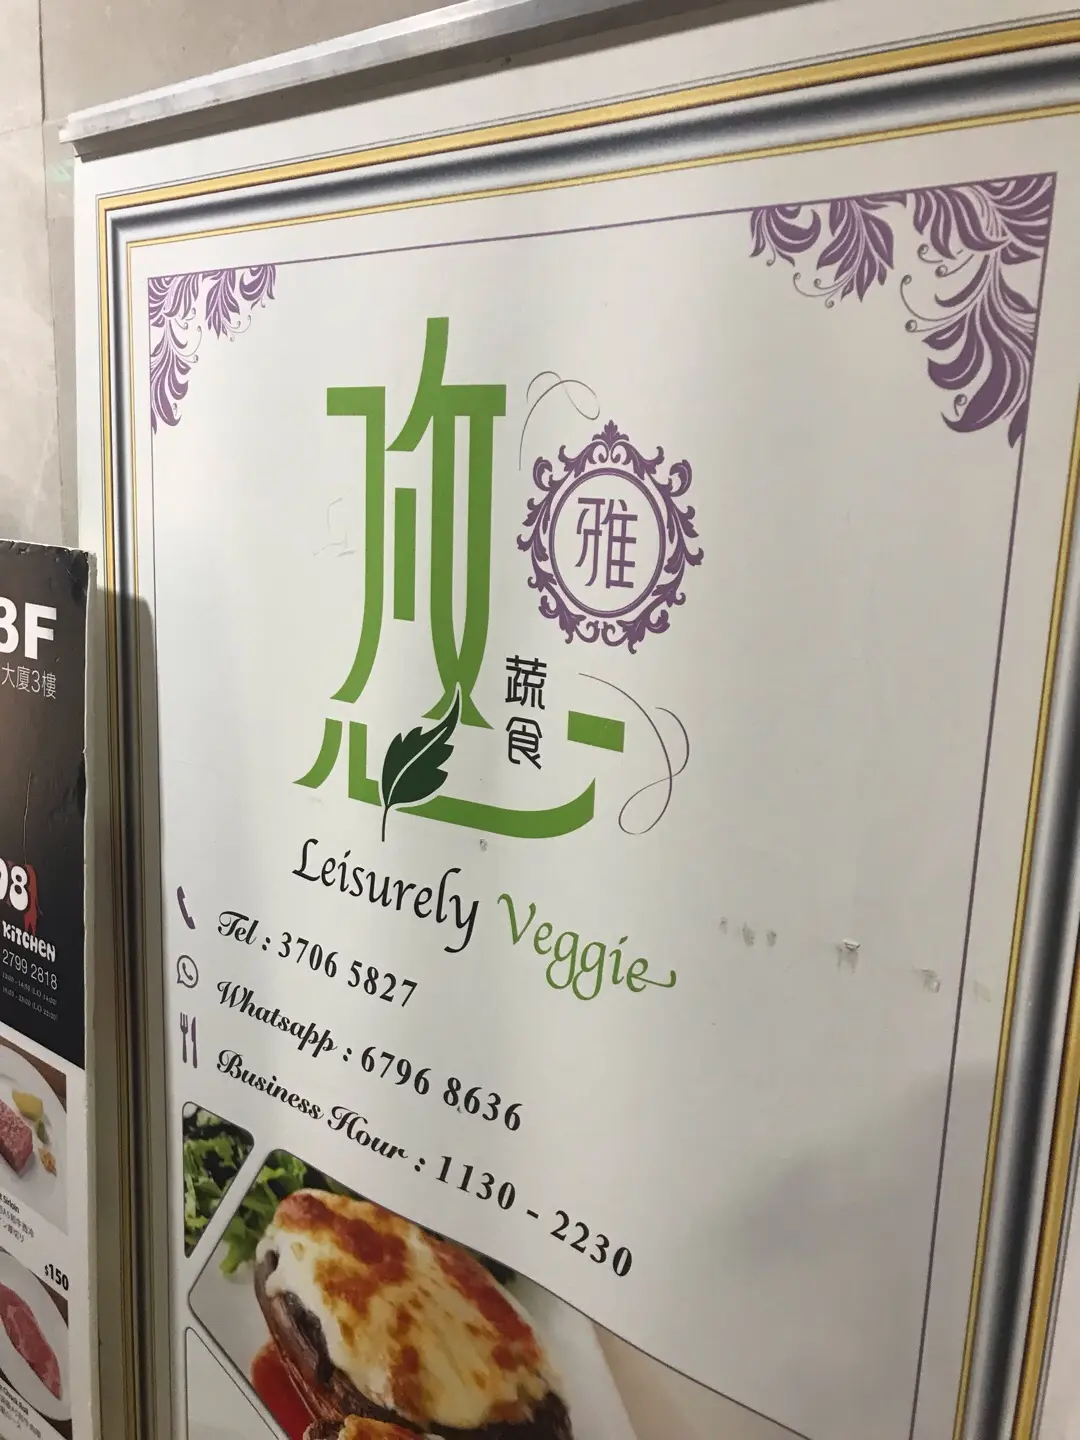 悠
雅
蔬
食
Leisurely Veggie
Tel : 3706 5827
Whatsapp : 6796 8636
Business Hour : 1130 - 2230
3F
大廈3樓
98
KITCHEN
2799 2818
$150